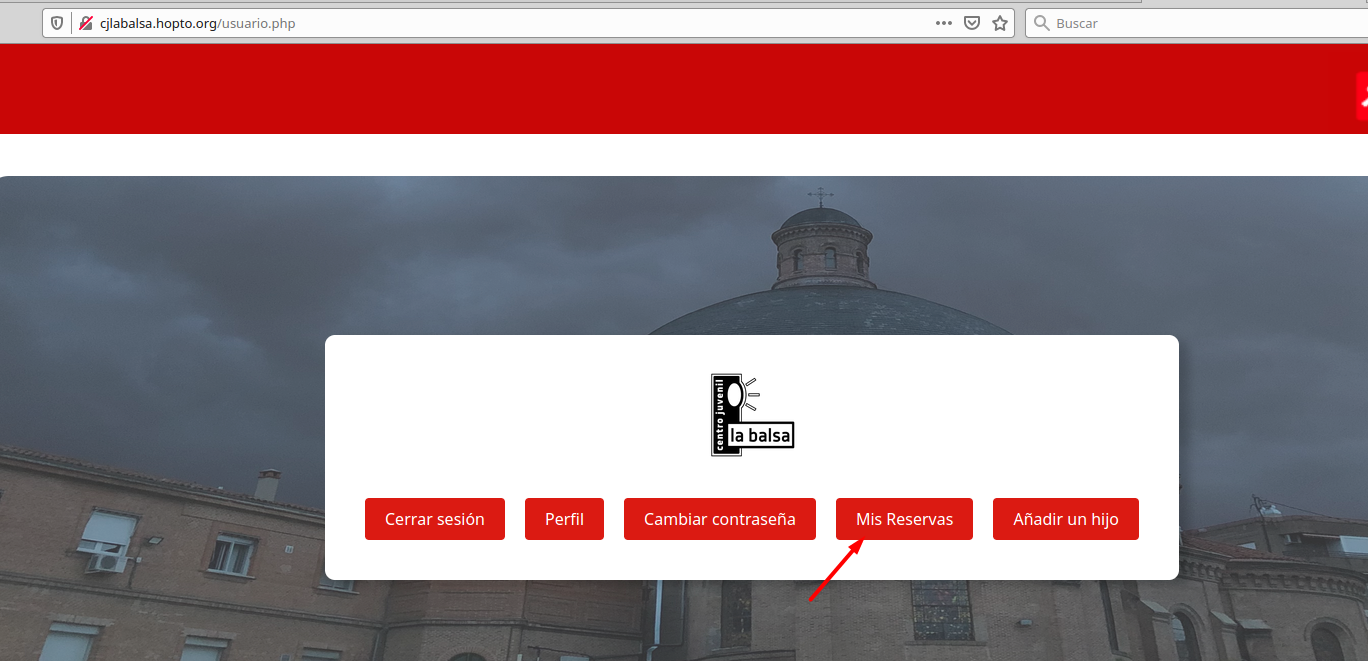 cjlabalsa.hopto.org/usuario.php
Buscar
centro juvenil
la balsa
Cerrar sesión
Perfil
Cambiar contraseña
Mis Reservas
Añadir un hijo